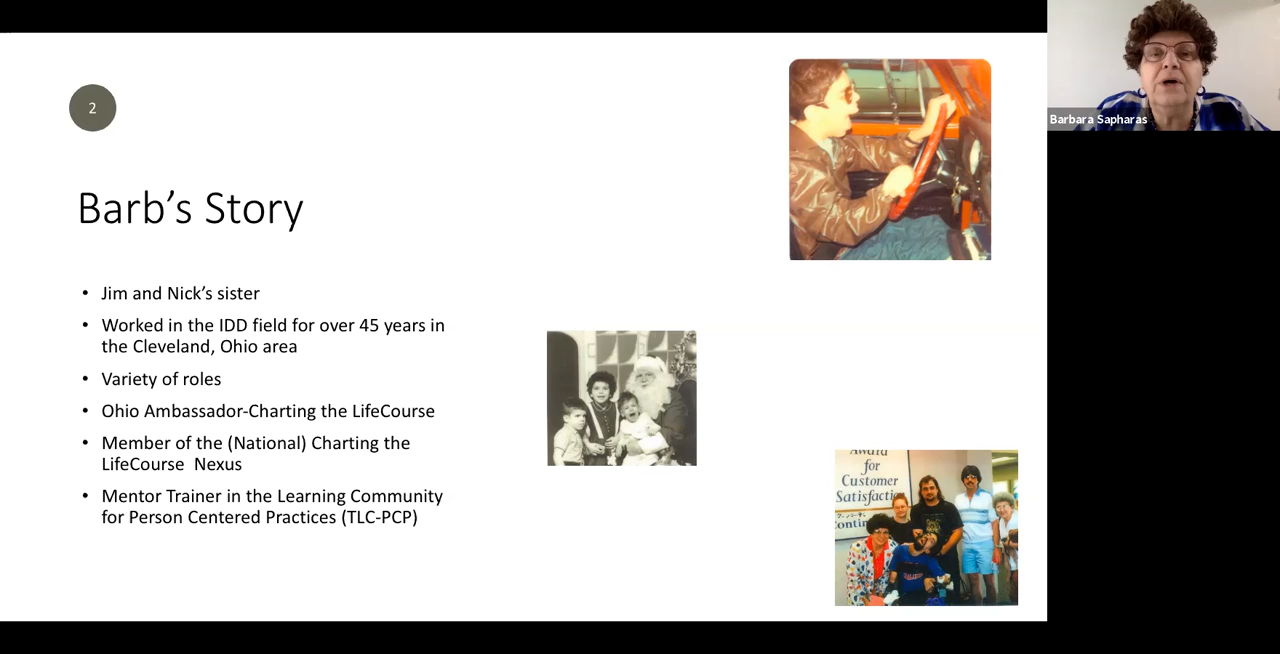 2
Barb’s Story
• Jim and Nick’s sister
• Worked in the IDD field for over 45 years in
the Cleveland, Ohio area
• Variety of roles
• Ohio Ambassador-Charting the LifeCourse
• Member of the (National) Charting the
LifeCourse  Nexus
• Mentor Trainer in the Learning Community
for Person Centered Practices (TLC-PCP)
Barbara Sapharas
Award
for
Customer